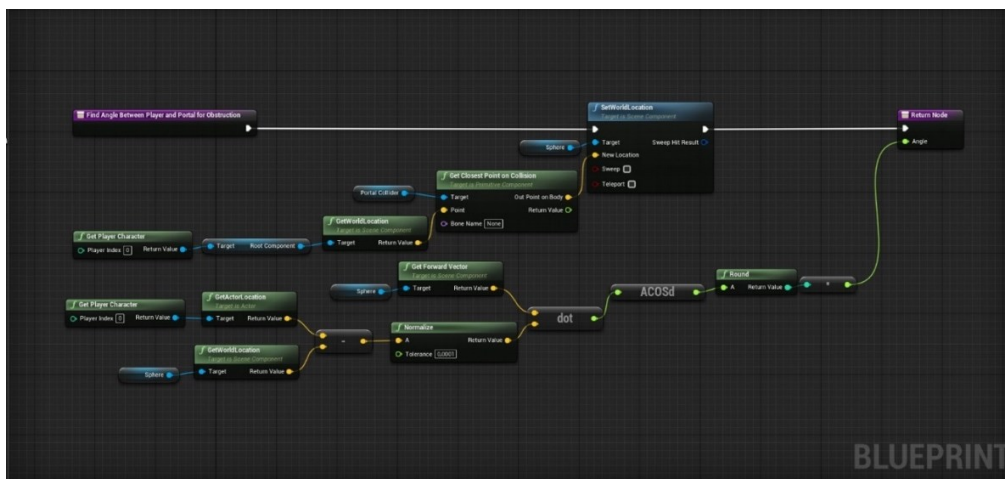 Find Angle Between Player and Portal for Obstruction
SetWorldLocation
Target is Scene Component
Target
Sweep Hit Result
New Location
Sweep
Teleport
Return Node
Angle
Sphere
Get Closest Point on Collision
Target is Primitive Component
Target
Out Point on Body
Point
Return Value
Bone Name None
Portal Collider
GetWorldLocation
Target is Scene Component
Target
Return Value
Get Player Character
Player Index 0
Return Value
Target
Root Component
Get Forward Vector
Target is Scene Component
Target
Return Value
Sphere
Get Player Character
Player Index 0
Return Value
GetActorLocation
Target is Actor
Target
Return Value
GetWorldLocation
Target is Scene Component
Target
Return Value
Sphere
-
Normalize
A
Return Value
Tolerance 0,0001
dot
ACOSd
Round
A
Return Value
BLUEPRINT